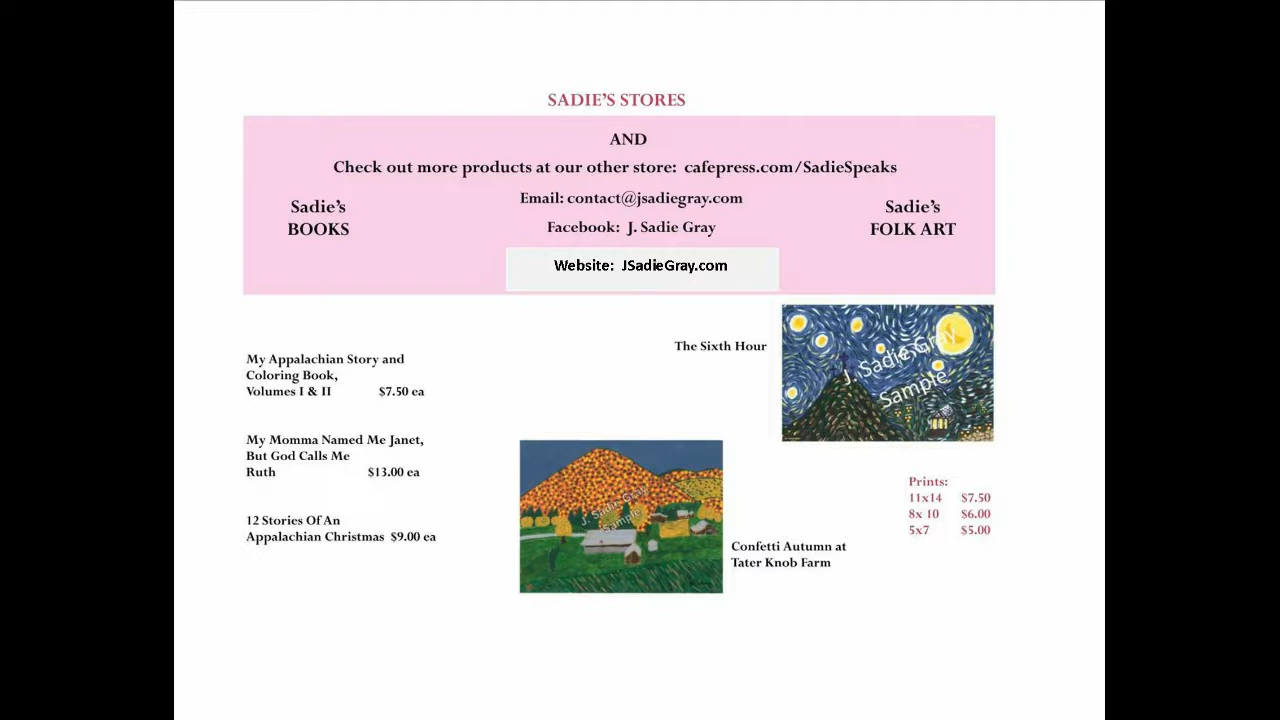 SADIE'S STORES
AND
Check out more products at our other store: cafepress.com/SadieSpeaks
Email: contact@jsadiegray.com
Facebook: J. Sadie Gray
Website: JSadieGray.com
Sadie's
BOOKS
Sadie's
FOLK ART
My Appalachian Story and
Coloring Book,
Volumes I & II $7.50 ea
My Momma Named Me Janet,
But God Calls Me
Ruth $13.00 ea
12 Stories Of An
Appalachian Christmas $9.00 ea
The Sixth Hour
J. Sadie Gray
Sample
J. Sadie Gray
Sample
Confetti Autumn at
Tater Knob Farm
Prints:
11x14 $7.50
8x 10 $6.00
5x7 $5.00